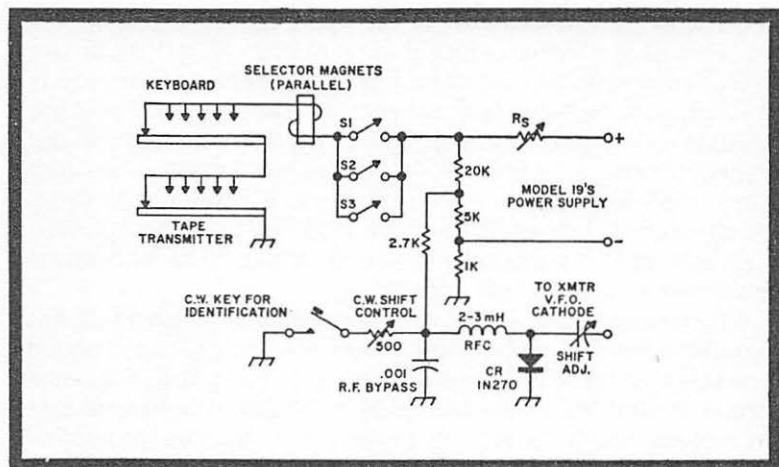 SELECTOR MAGNETS
(PARALLEL)
KEYBOARD
S1
S2
S3
RS
+
20K
MODEL 19'S
POWER SUPPLY
5K
2.7K
−
1K
TAPE
TRANSMITTER
C.W. KEY FOR
IDENTIFICATION
C.W. SHIFT
CONTROL
500
2-3 mH
RFC
TO XMTR
V.F.O.
CATHODE
SHIFT
ADJ.
CR
1N270
.001
R.F. BYPASS